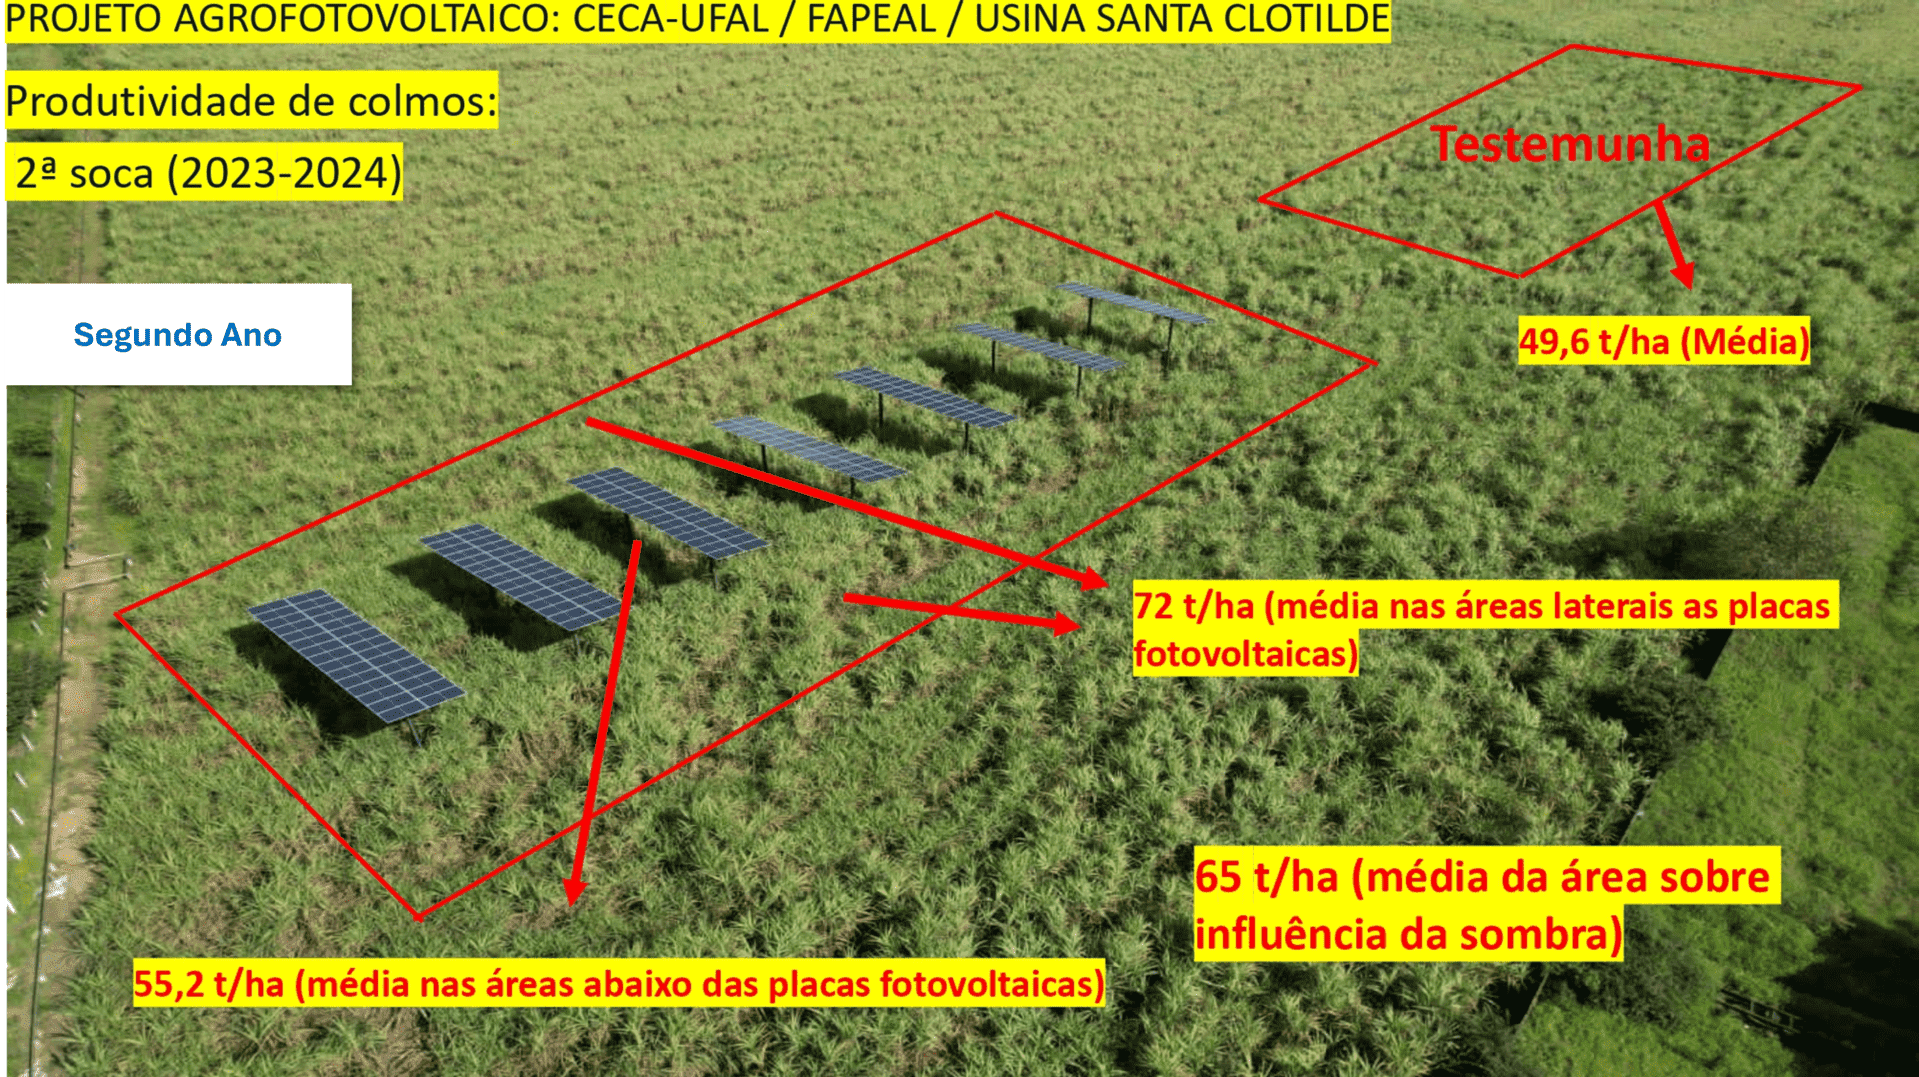 PROJETO AGROFOTOVOLTAICO: CECA-UFAL / FAPEAL / USINA SANTA CLOTILDE
Produtividade de colmos:
2ª soca (2023-2024)
Segundo Ano
Testemunha
49,6 t/ha (Média)
72 t/ha (média nas áreas laterais as placas
fotovoltaicas)
65 t/ha (média da área sobre
influência da sombra)
55,2 t/ha (média nas áreas abaixo das placas fotovoltaicas)